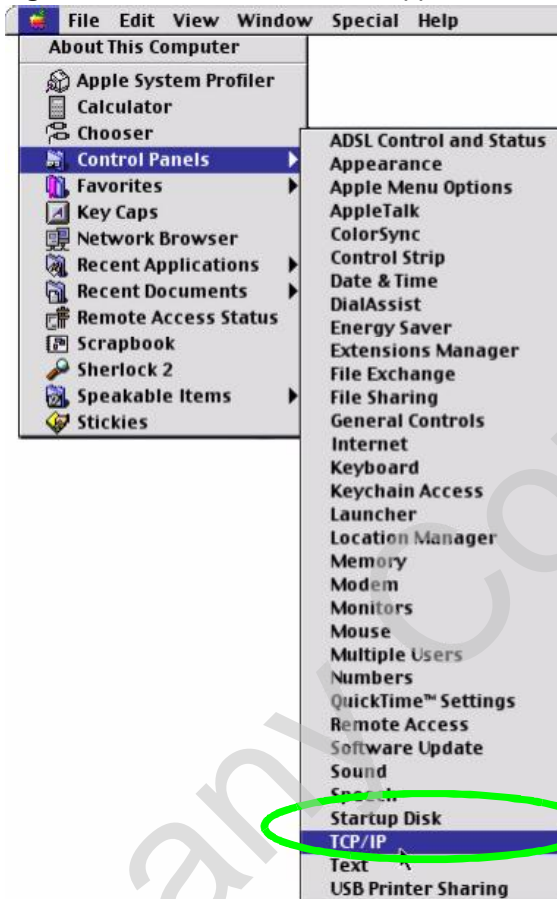 File Edit View Window Special Help
About This Computer
Apple System Profiler
Calculator
Chooser
Control Panels
Favorites
Key Caps
Network Browser
Recent Applications
Recent Documents
Remote Access Status
Scrapbook
Sherlock 2
Speakable Items
Stickies
ADSL Control and Status
Appearance
Apple Menu Options
AppleTalk
ColorSync
Control Strip
Date & Time
DialAssist
Energy Saver
Extensions Manager
File Exchange
File Sharing
General Controls
Internet
Keyboard
Keychain Access
Launcher
Location Manager
Memory
Modem
Monitors
Mouse
Multiple Users
Numbers
QuickTime™ Settings
Remote Access
Software Update
Sound
Speech
Startup Disk
TCP/IP
Text
USB Printer Sharing